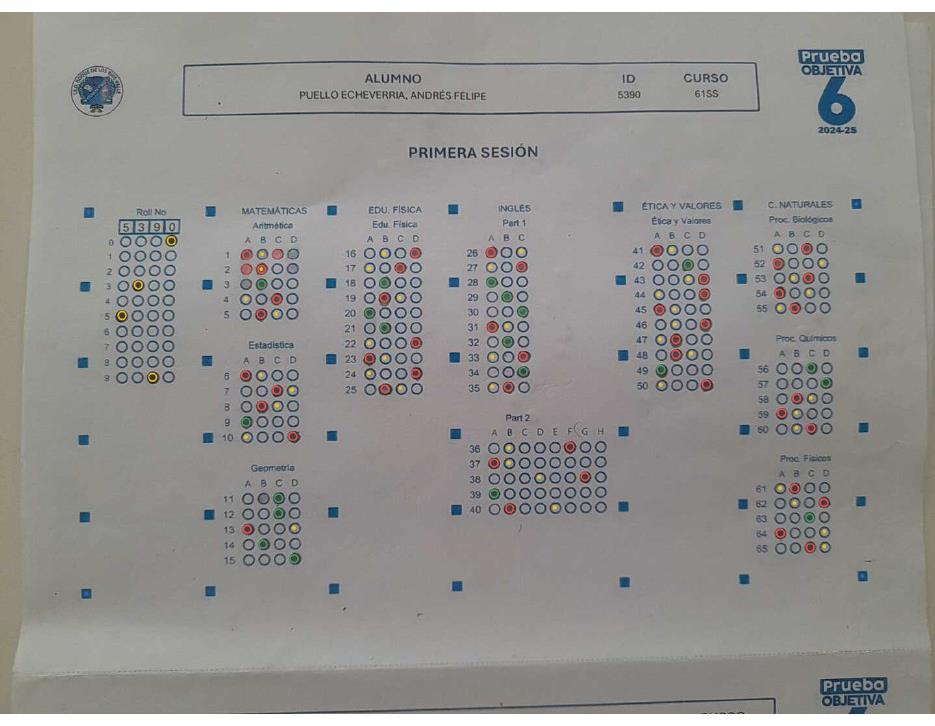 Prueba
OBJETIVA
6
2024-25
ALUMNO ID CURSO
PUELLO ECHEVERRIA, ANDRÉS FELIPE 5390 61SS
PRIMERA SESIÓN
Roll No
5 3 9 0
0
1
2
3
4
5
6
7
8
9
MATEMÁTICAS
Aritmética
A B C D
1
2
3
4
5
Estadística
A B C D
6
7
8
9
10
Geometría
A B C D
11
12
13
14
15
EDU. FÍSICA
Edu. Física
A B C D
16
17
18
19
20
21
22
23
24
25
INGLÉS
Part 1
A B C
26
27
28
29
30
31
32
33
34
35
Part 2
A B C D E F G H
36
37
38
39
40
ÉTICA Y VALORES
Ética y Valores
A B C D
41
42
43
44
45
46
47
48
49
50
C. NATURALES
Proc. Biológicos
A B C D
51
52
53
54
55
Proc. Químicos
A B C D
56
57
58
59
60
Proc. Físicos
A B C D
61
62
63
64
65
Prueba
OBJETIVA
CURSO